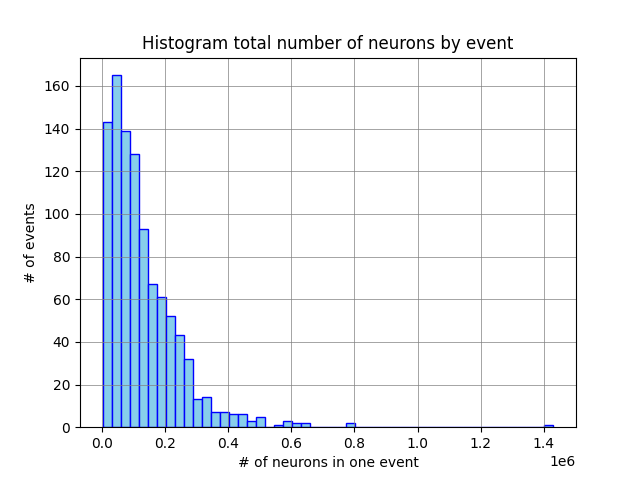 Histogram total number of neurons by event
160
140
120
100
80
60
40
20
0
# of events
0.0 0.2 0.4 0.6 0.8 1.0 1.2 1.4
1e6
# of neurons in one event